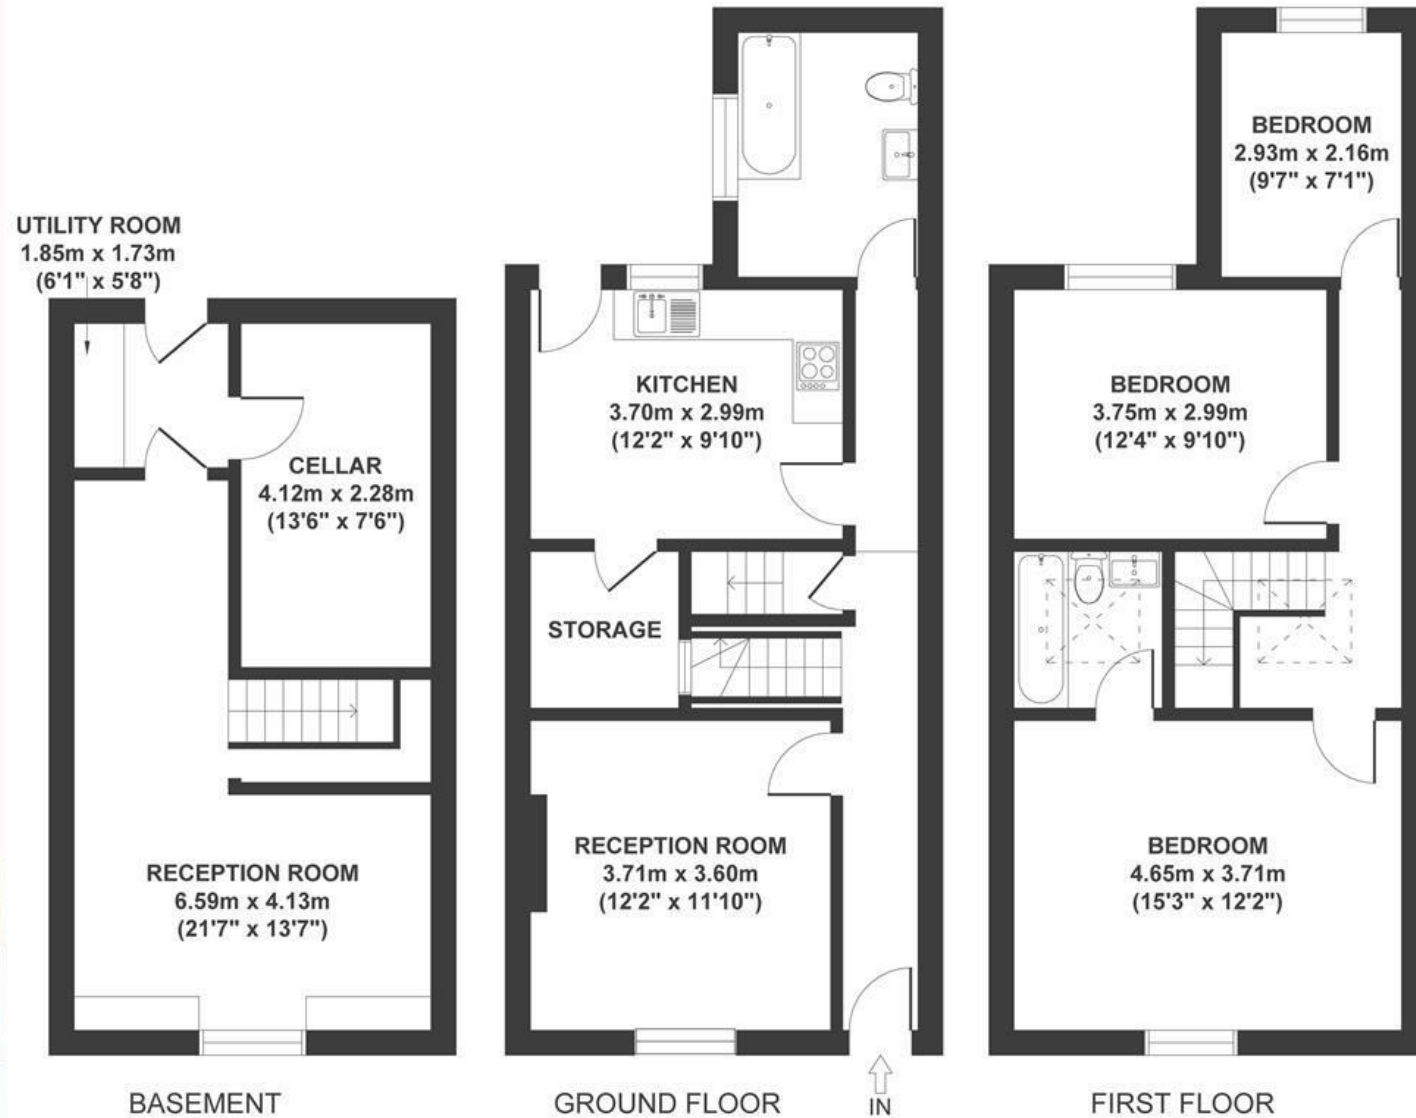 UTILITY ROOM
1.85m x 1.73m
(6'1" x 5'8")
CELLAR
4.12m x 2.28m
(13'6" x 7'6")
RECEPTION ROOM
6.59m x 4.13m
(21'7" x 13'7")
BASEMENT
KITCHEN
3.70m x 2.99m
(12'2" x 9'10")
STORAGE
RECEPTION ROOM
3.71m x 3.60m
(12'2" x 11'10")
GROUND FLOOR
IN
BEDROOM
2.93m x 2.16m
(9'7" x 7'1")
BEDROOM
3.75m x 2.99m
(12'4" x 9'10")
BEDROOM
4.65m x 3.71m
(15'3" x 12'2")
FIRST FLOOR